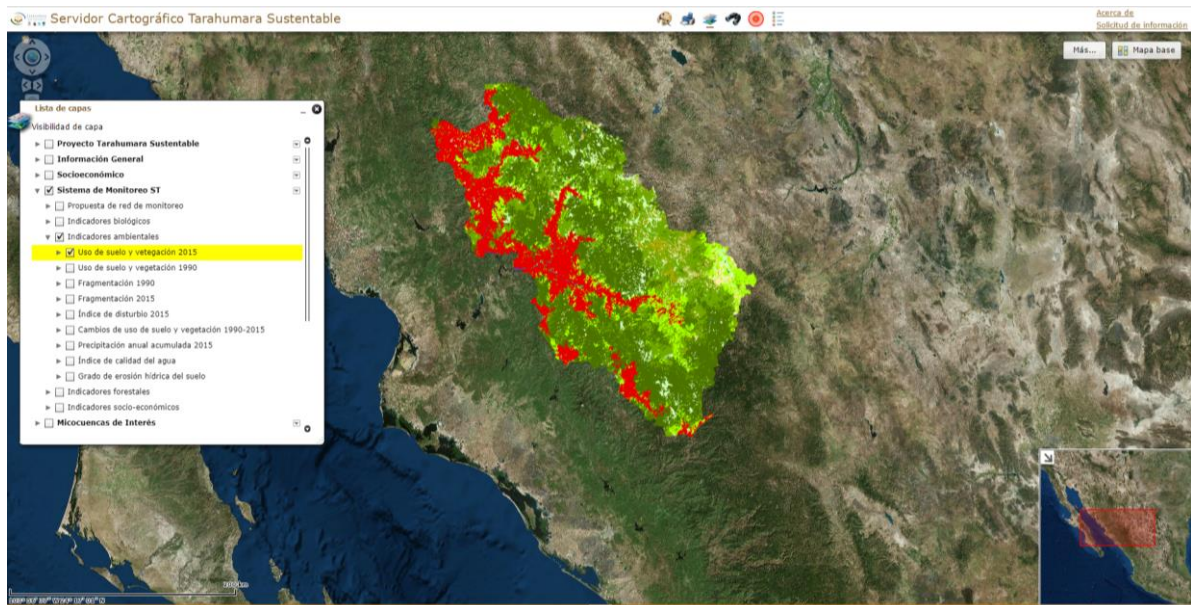 Servidor Cartográfico Tarahumara Sustentable
Acerca de
Solicitud de información
Más...
Mapa base
Lista de capas
Visibilidad de capa
Proyecto Tarahumara Sustentable
Información General
Socioeconómico
Sistema de Monitoreo ST
Propuesta de red de monitoreo
Indicadores biológicos
Indicadores ambientales
Uso de suelo y vetegación 2015
Uso de suelo y vegetación 1990
Fragmentación 1990
Fragmentación 2015
Índice de disturbio 2015
Cambios de uso de suelo y vegetación 1990-2015
Precipitación anual acumulada 2015
Índice de calidad del agua
Grado de erosión hídrica del suelo
Indicadores forestales
Indicadores socio-económicos
Micocuencas de Interés